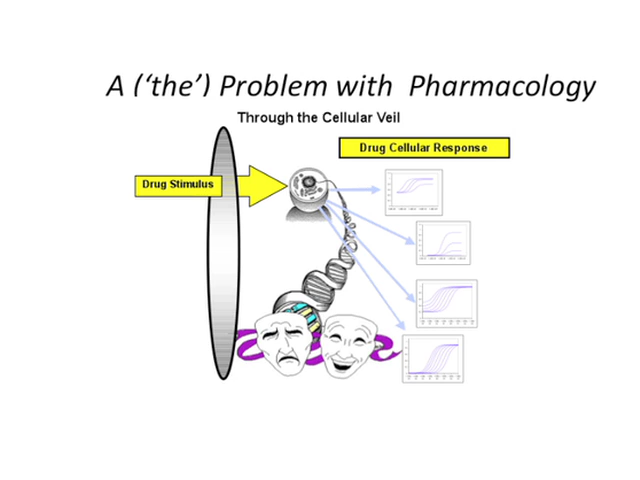 A (‘the’) Problem with Pharmacology
Through the Cellular Veil
Drug Cellular Response
Drug Stimulus